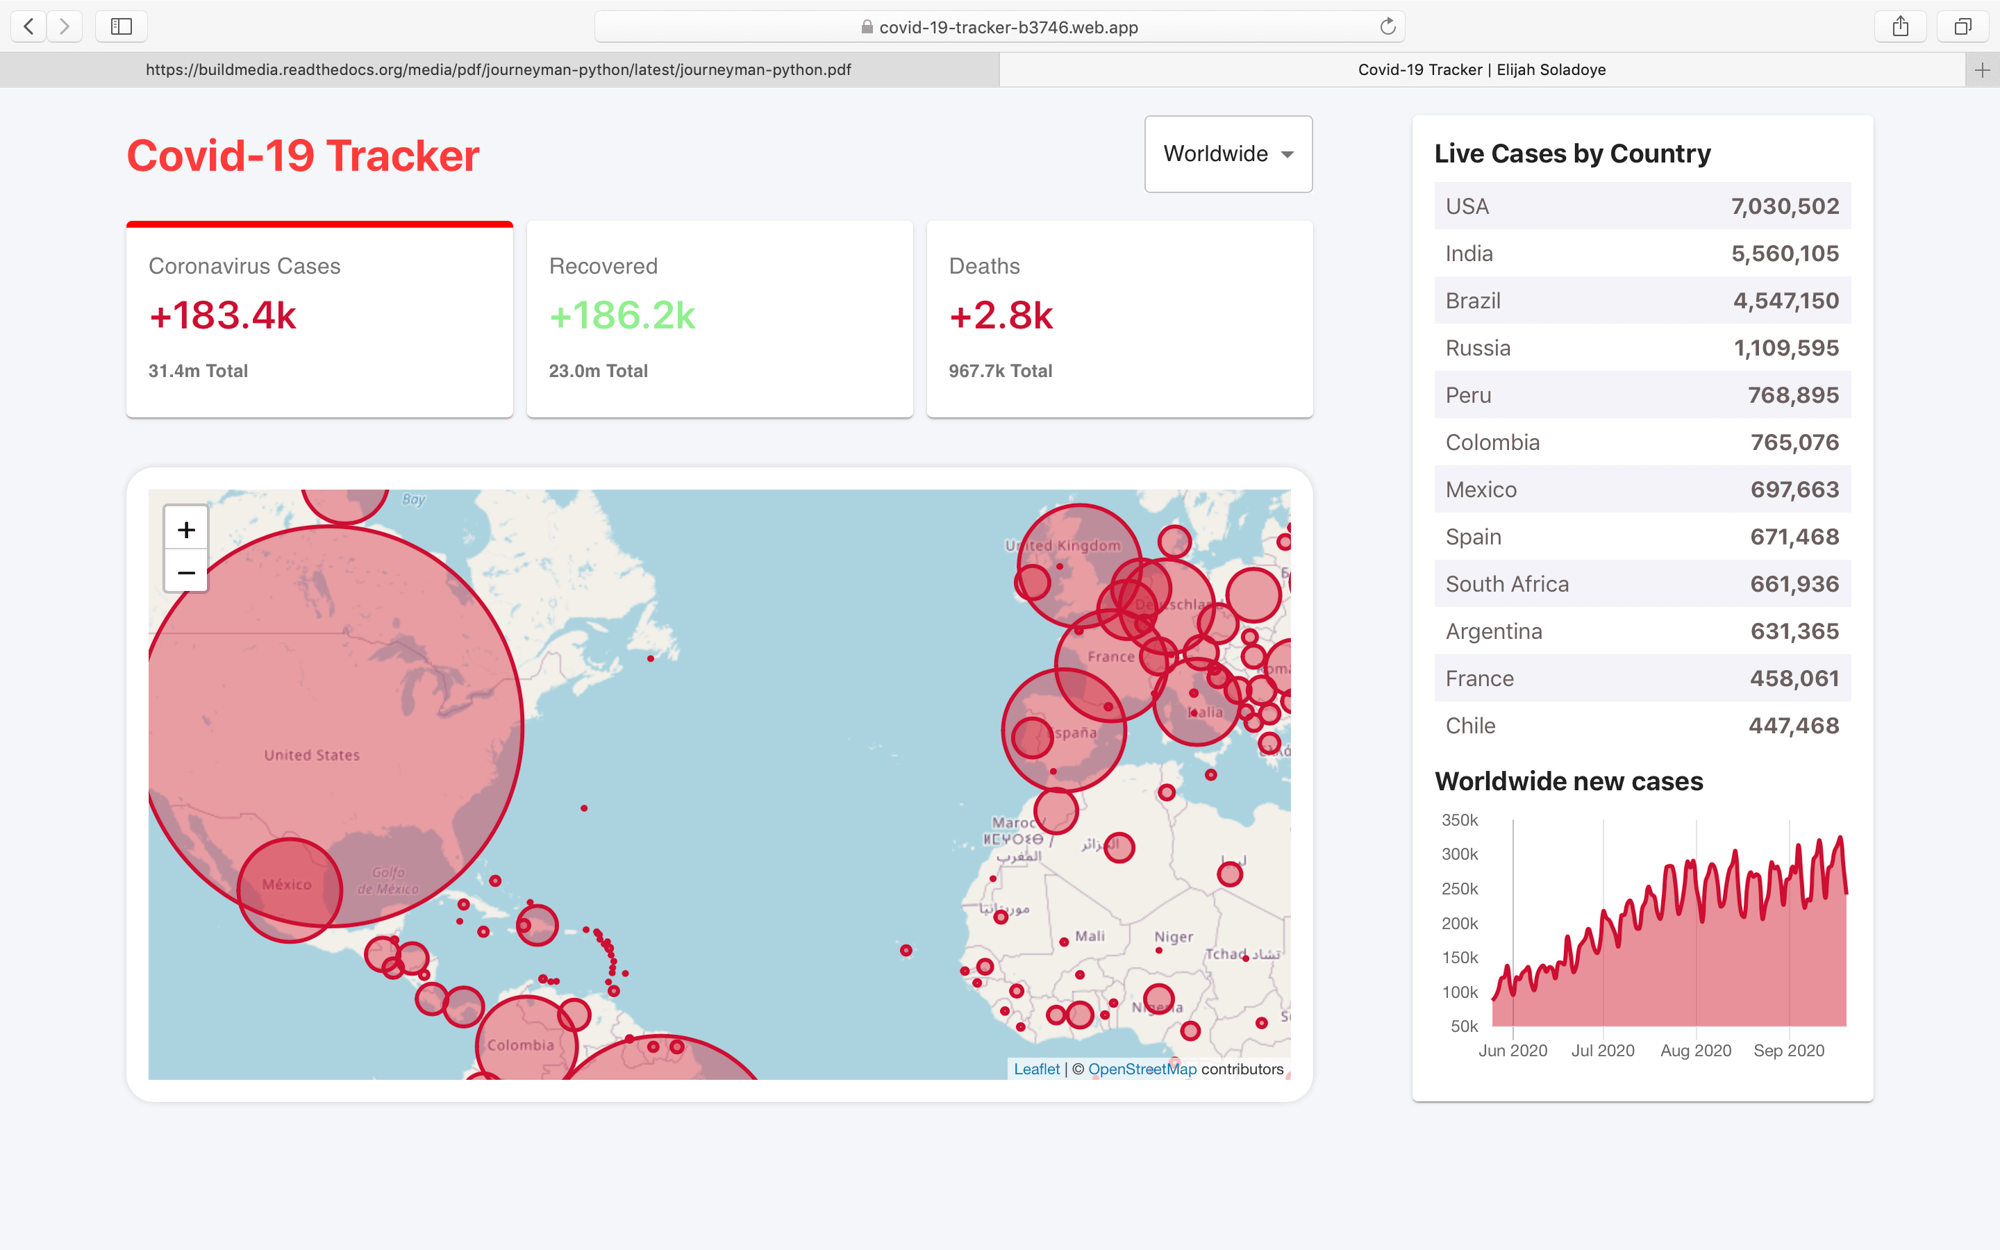 covid-19-tracker-b3746.web.app
https://buildmedia.readthedocs.org/media/pdf/journeyman-python/latest/journeyman-python.pdf
Covid-19 Tracker | Elijah Soladoye
Covid-19 Tracker
Worldwide
Coronavirus Cases
+183.4k
31.4m Total
Recovered
+186.2k
23.0m Total
Deaths
+2.8k
967.7k Total
+
−
Bay
United Kingdom
Deutschland
France
Italia
España
United States
México
Golfo
de México
Maroc /
ⵍⵎⵖⵔⵉⴱ /
المغرب
الجزائر
ليبيا
موريتانيا
Mali
Niger
Tchad تشاد
Nigeria
Colombia
Leaflet | © OpenStreetMap contributors
Live Cases by Country
USA 7,030,502
India 5,560,105
Brazil 4,547,150
Russia 1,109,595
Peru 768,895
Colombia 765,076
Mexico 697,663
Spain 671,468
South Africa 661,936
Argentina 631,365
France 458,061
Chile 447,468
Worldwide new cases
350k
300k
250k
200k
150k
100k
50k
Jun 2020 Jul 2020 Aug 2020 Sep 2020